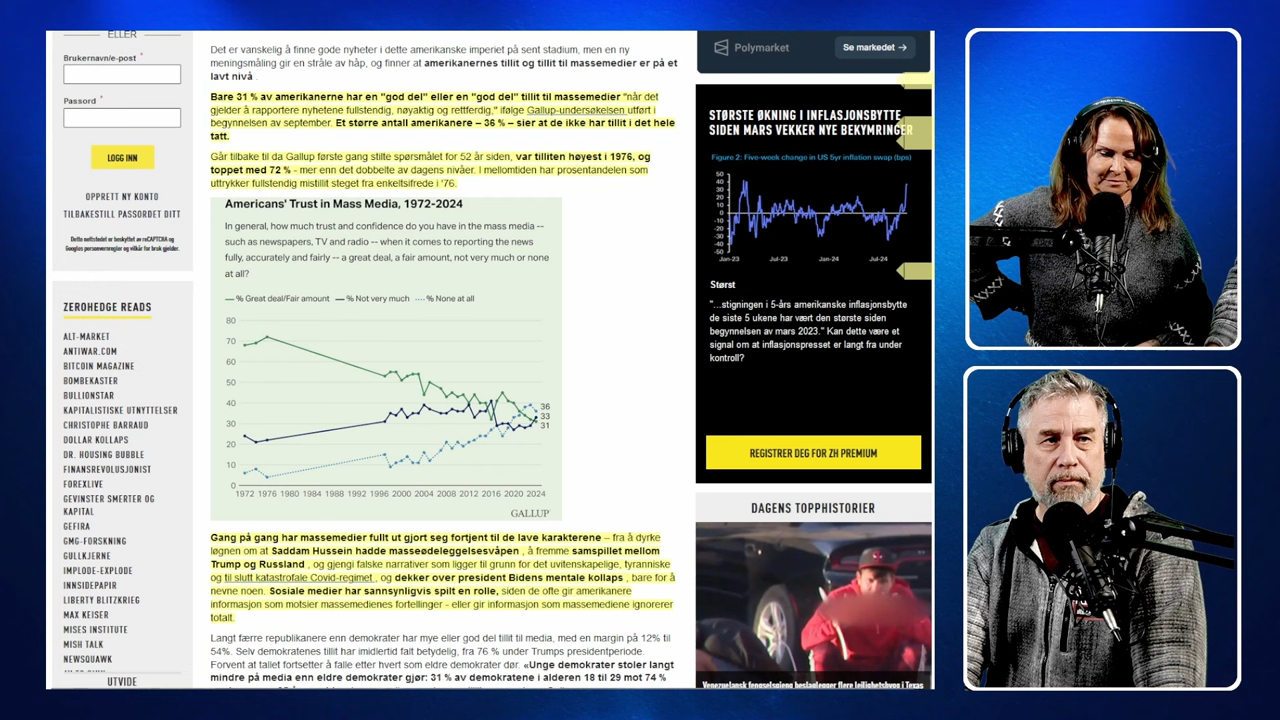 ELLER
Brukernavn/e-post *
Passord *
LOGG INN
OPPRETT NY KONTO
TILBAKESTILL PASSORDET DITT
Dette nettstedet er beskyttet av reCAPTCHA og
Googles personvernregler og vilkår for bruk gjelder.
ZEROHEDGE READS
ALT-MARKET
ANTIWAR.COM
BITCOIN MAGAZINE
BOMBEKASTER
BULLIONSTAR
KAPITALISTISKE UTNYTTELSER
CHRISTOPHE BARRAUD
DOLLAR KOLLAPS
DR. HOUSING BUBBLE
FINANSREVOLUSJONIST
FOREXLIVE
GEVINSTER SMERTER OG
KAPITAL
GEFIRA
GMG-FORSKNING
GULLKJERNE
IMPLODE-EXPLODE
INNSIDEPAPIR
LIBERTY BLITZKRIEG
MAX KEISER
MISES INSTITUTE
MISH TALK
NEWSQUAWK
UTVIDE
Det er vanskelig å finne gode nyheter i dette amerikanske imperiet på sent stadium, men en ny
meningsmåling gir en stråle av håp, og finner at amerikanernes tillit og tillit til massemedier er på et
lavt nivå .
Bare 31 % av amerikanerne har en "god del" eller en "god del" tillit til massemedier "når det
gjelder å rapportere nyhetene fullstendig, nøyaktig og rettferdig," ifølge Gallup-undersøkelsen utført i
begynnelsen av september. Et større antall amerikanere – 36 % – sier at de ikke har tillit i det hele
tatt.
Går tilbake til da Gallup første gang stilte spørsmålet for 52 år siden, var tilliten høyest i 1976, og
toppet med 72 % - mer enn det dobbelte av dagens nivåer. I mellomtiden har prosentandelen som
uttrykker fullstendig mistillit steget fra enkeltsifrede i '76.
Americans' Trust in Mass Media, 1972-2024
In general, how much trust and confidence do you have in the mass media --
such as newspapers, TV and radio -- when it comes to reporting the news
fully, accurately and fairly -- a great deal, a fair amount, not very much or none
at all?
% Great deal/Fair amount % Not very much % None at all
80
70
60
50
40
30
20
10
0
36
33
31
1972 1976 1980 1984 1988 1992 1996 2000 2004 2008 2012 2016 2020 2024
GALLUP
Gang på gang har massemedier fullt ut gjort seg fortjent til de lave karakterene – fra å dyrke
løgnen om at Saddam Hussein hadde masseødeleggelsesvåpen , å fremme samspillet mellom
Trump og Russland , og gjengi falske narrativer som ligger til grunn for det uvitenskapelige, tyranniske
og til slutt katastrofale Covid-regimet , og dekker over president Bidens mentale kollaps , bare for å
nevne noen. Sosiale medier har sannsynligvis spilt en rolle, siden de ofte gir amerikanere
informasjon som motsier massemedienes fortellinger - eller gir informasjon som massemediene ignorerer
totalt.
Langt færre republikanere enn demokrater har mye eller god del tillit til media, med en margin på 12% til
54%. Selv demokratenes tillit har imidlertid falt betydelig, fra 76 % under Trumps presidentperiode.
Forvent at tallet fortsetter å falle etter hvert som eldre demokrater dør. «Unge demokrater stoler langt
mindre på media enn eldre demokrater gjør: 31 % av demokratene i alderen 18 til 29 mot 74 %
Polymarket
Se markedet →
STØRSTE ØKNING I INFLASJONSBYTTE
SIDEN MARS VEKKER NYE BEKYMRINGER
Figure 2: Five-week change in US 5yr inflation swap (bps)
50
40
30
20
10
0
-10
-20
-30
-40
-50
Jan-23 Jul-23 Jan-24 Jul-24
Størst
"...stigningen i 5-års amerikanske inflasjonsbytte
de siste 5 ukene har vært den største siden
begynnelsen av mars 2023." Kan dette være et
signal om at inflasjonspresset er langt fra under
kontroll?
REGISTRER DEG FOR ZH PREMIUM
DAGENS TOPPHISTORIER
Venezuelansk fengselsgjeng beslaglegger flere leilighetsbygg i Texas